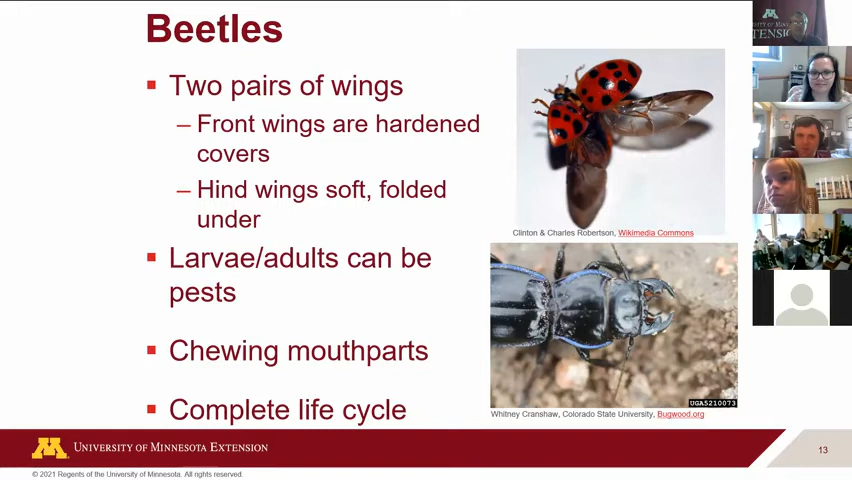 Beetles
▪ Two pairs of wings
– Front wings are hardened
covers
– Hind wings soft, folded
under
▪ Larvae/adults can be
pests
▪ Chewing mouthparts
▪ Complete life cycle
Clinton & Charles Robertson, Wikimedia Commons
UGA5210073
Whitney Cranshaw, Colorado State University, Bugwood.org
UNIVERSITY OF MINNESOTA EXTENSION
13
© 2021 Regents of the University of Minnesota. All rights reserved.